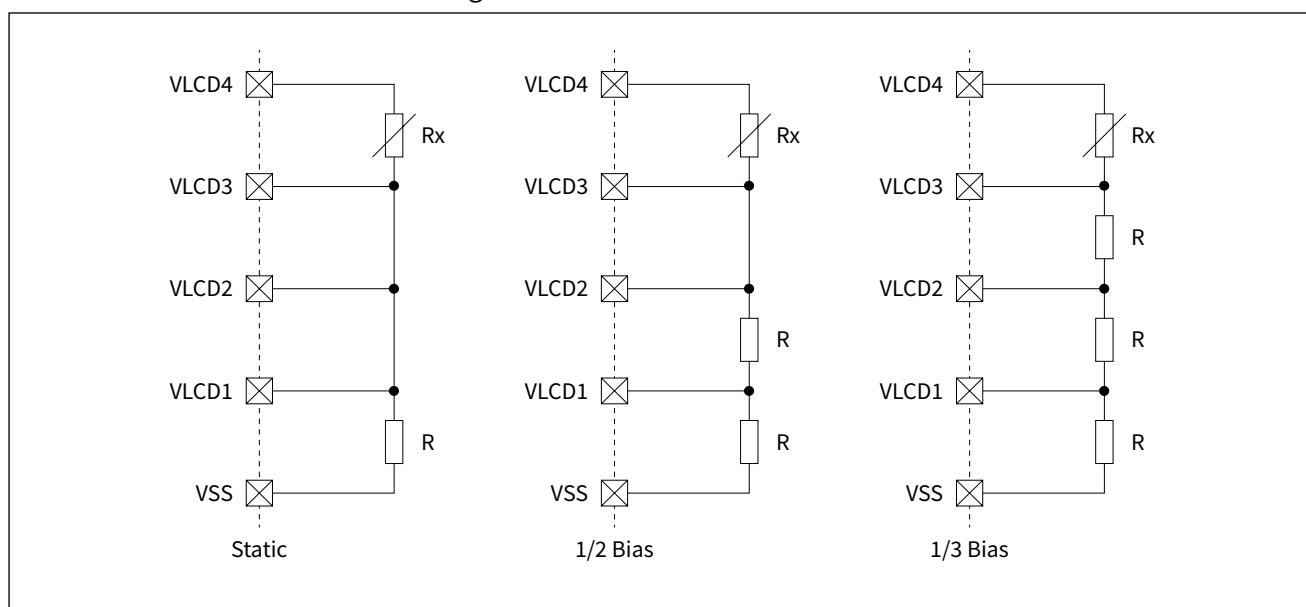 VLCD4
Rx
VLCD3
VLCD2
VLCD1
R
VSS
Static
VLCD4
Rx
VLCD3
VLCD2
R
VLCD1
R
VSS
1/2 Bias
VLCD4
Rx
VLCD3
R
VLCD2
R
VLCD1
R
VSS
1/3 Bias